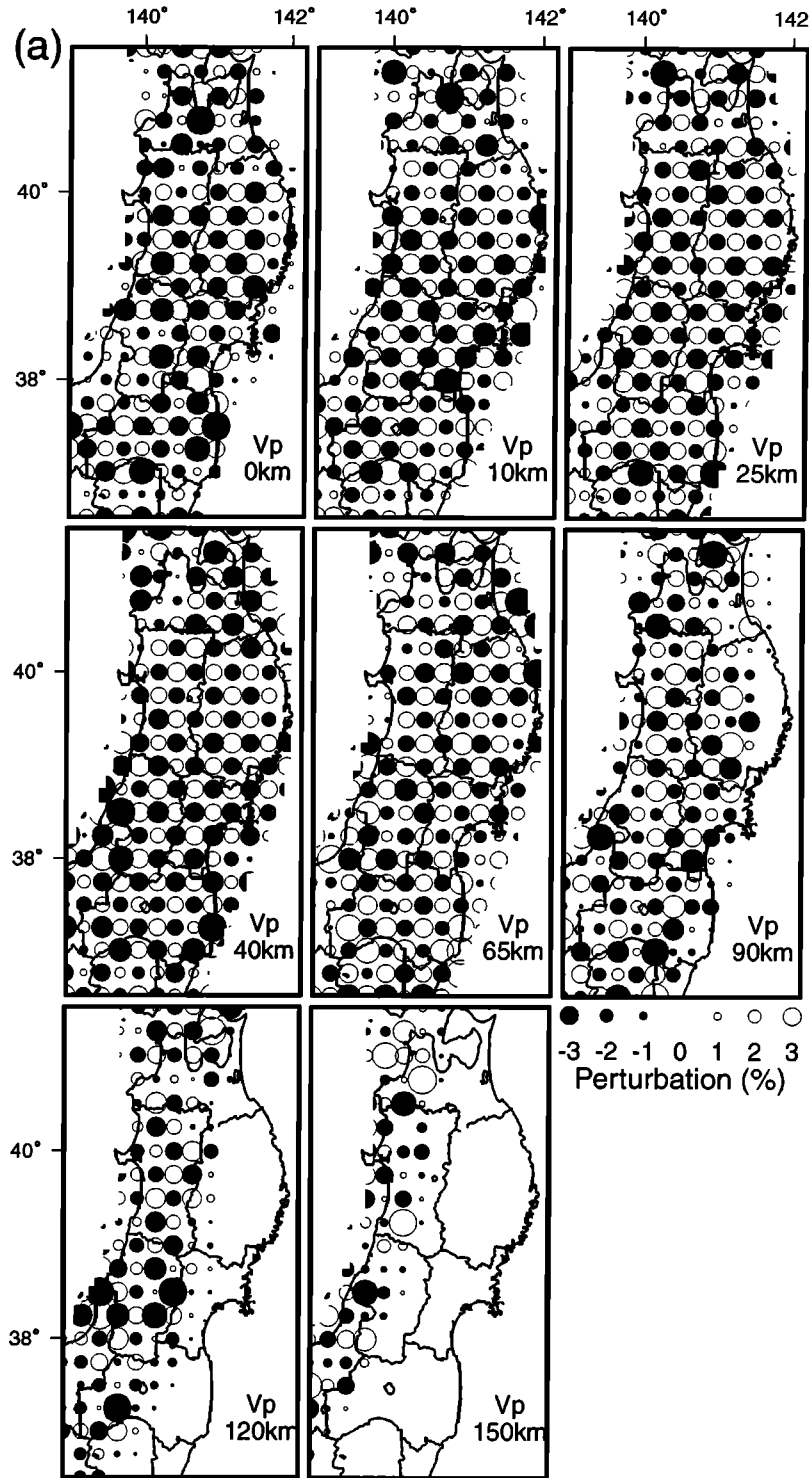 (a)
140° 142° 140° 142° 140° 142°
40°
38°
Vp
0km
Vp
10km
Vp
25km
40°
38°
Vp
40km
Vp
65km
Vp
90km
-3 -2 -1 0 1 2 3
Perturbation (%)
40°
38°
Vp
120km
Vp
150km